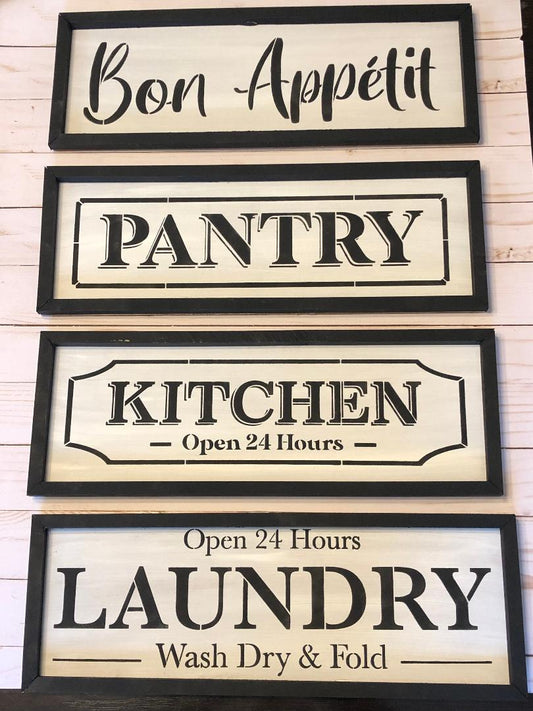 Bon Appétit
PANTRY
KITCHEN
Open 24 Hours
Open 24 Hours
LAUNDRY
Wash Dry & Fold